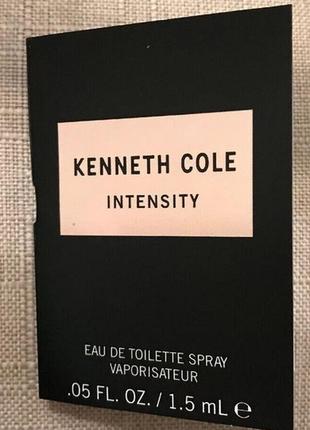 KENNETH COLE
INTENSITY
EAU DE TOILETTE SPRAY
VAPORISATEUR
.05 FL. OZ. / 1.5 mL ℮